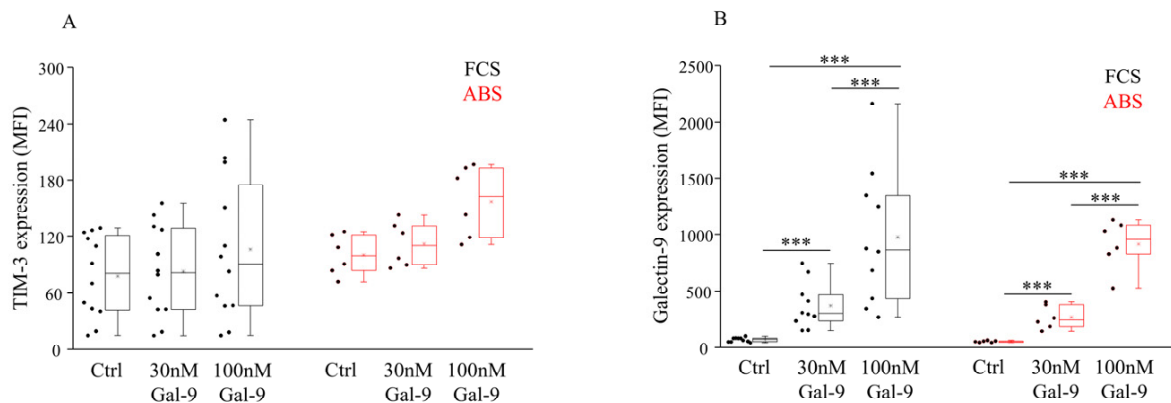 A
TIM-3 expression (MFI)
300
240
180
120
60
0
FCS
ABS
Ctrl
30nM
Gal-9
100nM
Gal-9
Ctrl
30nM
Gal-9
100nM
Gal-9
B
Galectin-9 expression (MFI)
2500
2000
1500
1000
500
0
***
***
***
FCS
ABS
***
***
***
Ctrl
30nM
Gal-9
100nM
Gal-9
Ctrl
30nM
Gal-9
100nM
Gal-9